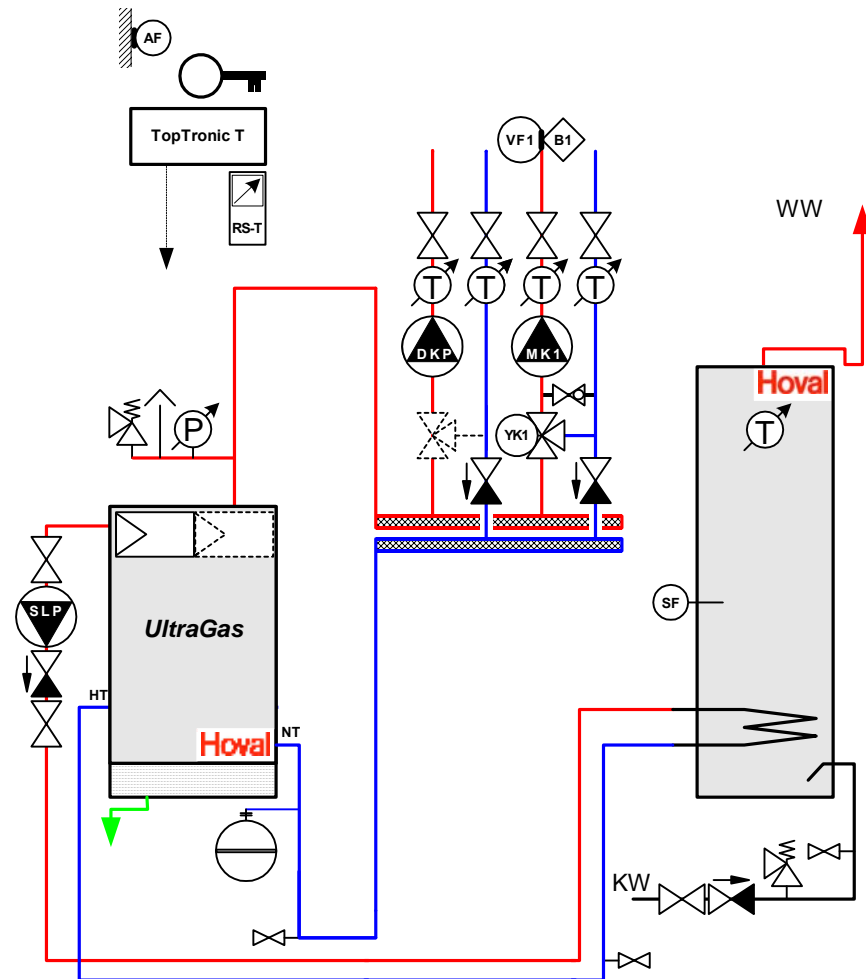 AF
TopTronic T
RS-T
VF1
B1
WW
T
T
T
T
DKP
MK1
P
YK1
Hoval
T
SLP
UltraGas
SF
HT
NT
Hoval
KW